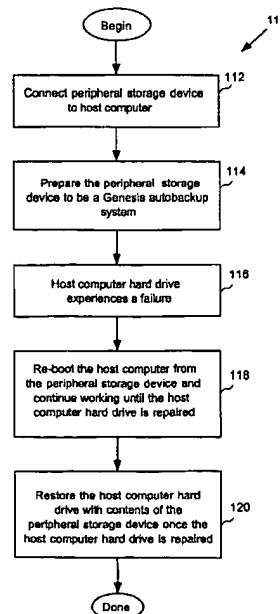 Begin
11
112
Connect peripheral storage device
to host computer
114
Prepare the peripheral storage
device to be a Genesis autobackup
system
116
Host computer hard drive
experiences a failure
118
Re-boot the host computer from
the peripheral storage device and
continue working until the host
computer hard drive is repaired
120
Restore the host computer hard
drive with contents of
the peripheral storage device once the
host computer hard drive is repaired
Done